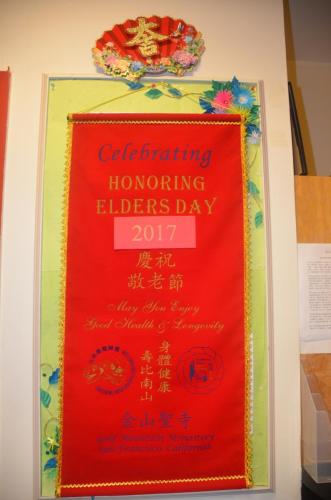 Celebrating
HONORING
ELDERS DAY
2017
慶祝
敬老節
May You Enjoy
Good Health & Longevity
身體健康
壽比南山
金山聖寺
Gold Mountain Monastery
San Francisco, California